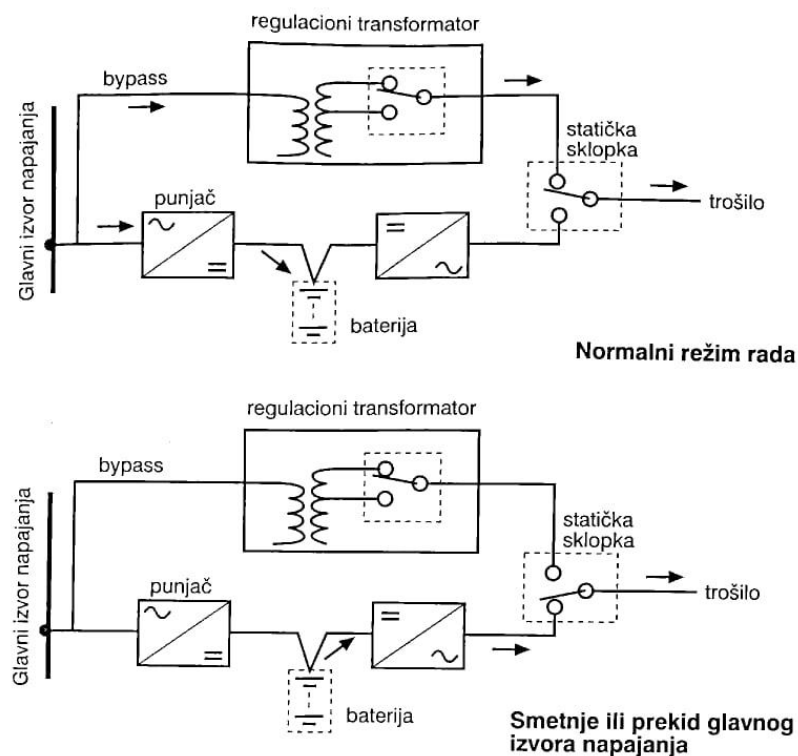 regulacioni transformator
bypass
Glavni izvor napajanja
statička
sklopka
punjač
trošilo
baterija
Normalni režim rada
regulacioni transformator
bypass
Glavni izvor napajanja
statička
sklopka
punjač
trošilo
baterija
Smetnje ili prekid glavnog
izvora napajanja